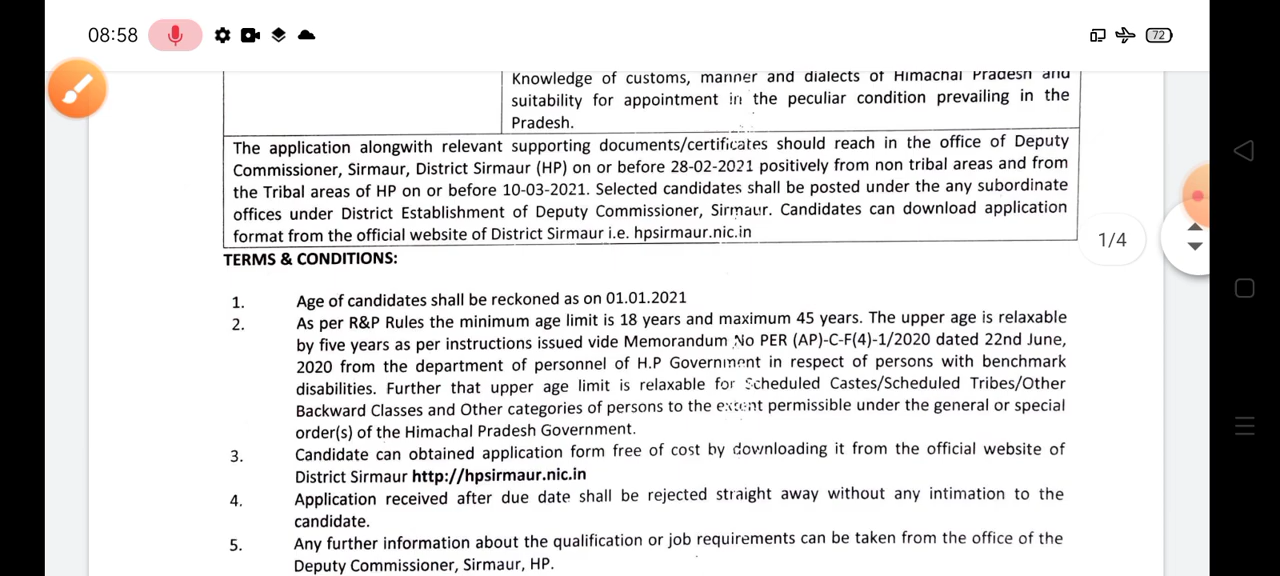 08:58
72
Knowledge of customs, manner and dialects of Himachal Pradesh and
suitability for appointment in the peculiar condition prevailing in the
Pradesh.
The application alongwith relevant supporting documents/certificates should reach in the office of Deputy
Commissioner, Sirmaur, District Sirmaur (HP) on or before 28-02-2021 positively from non tribal areas and from
the Tribal areas of HP on or before 10-03-2021. Selected candidates shall be posted under the any subordinate
offices under District Establishment of Deputy Commissioner, Sirmaur. Candidates can download application
format from the official website of District Sirmaur i.e. hpsirmaur.nic.in
1/4
TERMS & CONDITIONS:
1. Age of candidates shall be reckoned as on 01.01.2021
2. As per R&P Rules the minimum age limit is 18 years and maximum 45 years. The upper age is relaxable
by five years as per instructions issued vide Memorandum No PER (AP)-C-F(4)-1/2020 dated 22nd June,
2020 from the department of personnel of H.P Government in respect of persons with benchmark
disabilities. Further that upper age limit is relaxable for Scheduled Castes/Scheduled Tribes/Other
Backward Classes and Other categories of persons to the extent permissible under the general or special
order(s) of the Himachal Pradesh Government.
3. Candidate can obtained application form free of cost by downloading it from the official website of
District Sirmaur http://hpsirmaur.nic.in
4. Application received after due date shall be rejected straight away without any intimation to the
candidate.
5. Any further information about the qualification or job requirements can be taken from the office of the
Deputy Commissioner, Sirmaur, HP.